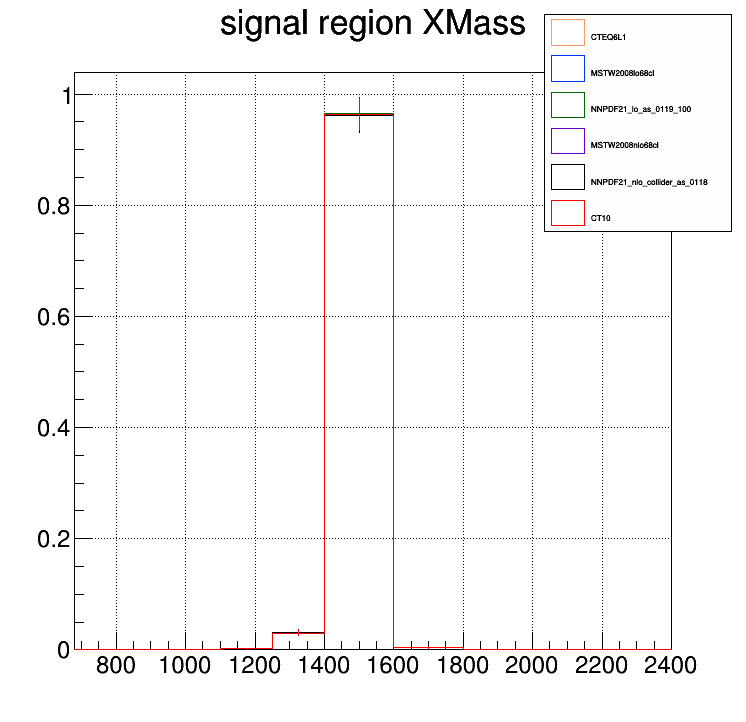 signal region XMass
CTEQ6L1
MSTW2008lo68cl
NNPDF21_lo_as_0119_100
MSTW2008nlo68cl
NNPDF21_nlo_collider_as_0118
CT10
1
0.8
0.6
0.4
0.2
0
800 1000 1200 1400 1600 1800 2000 2200 2400